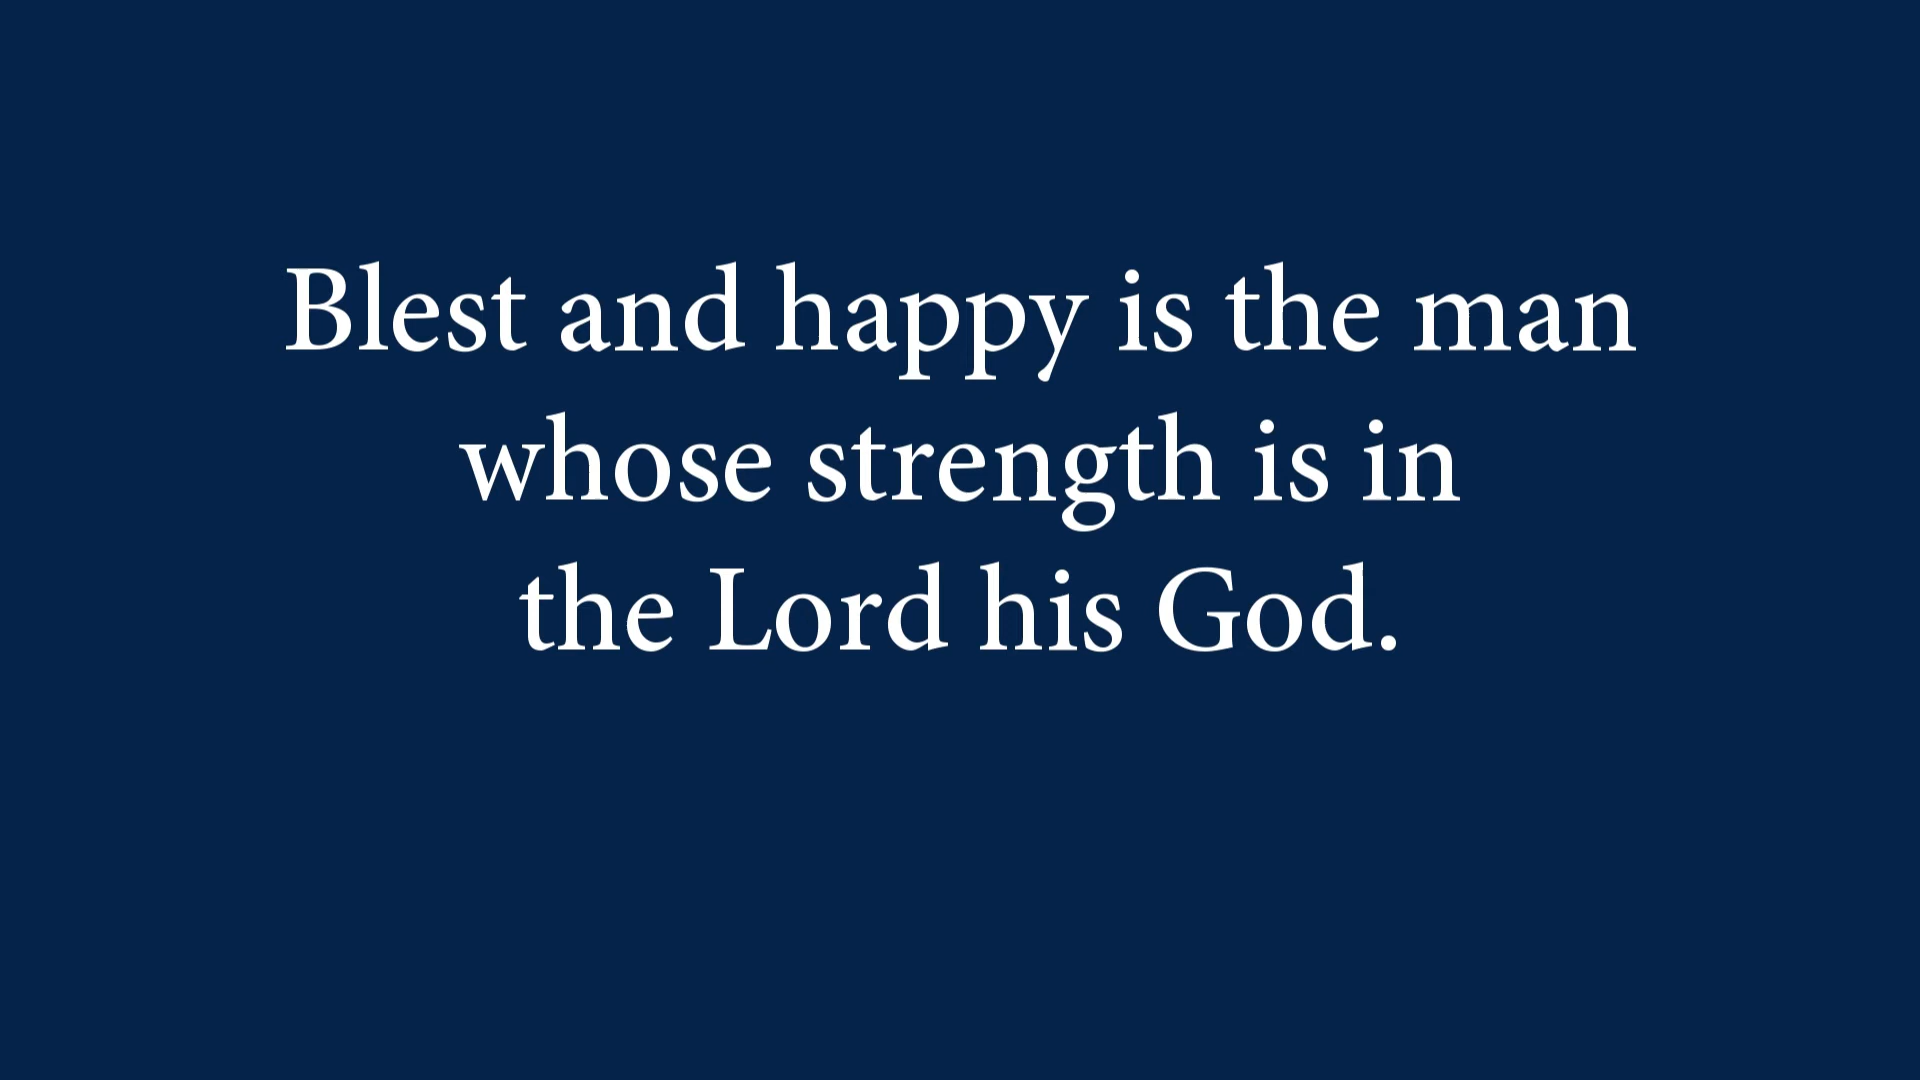 Blest and happy is the man
whose strength is in
the Lord his God.